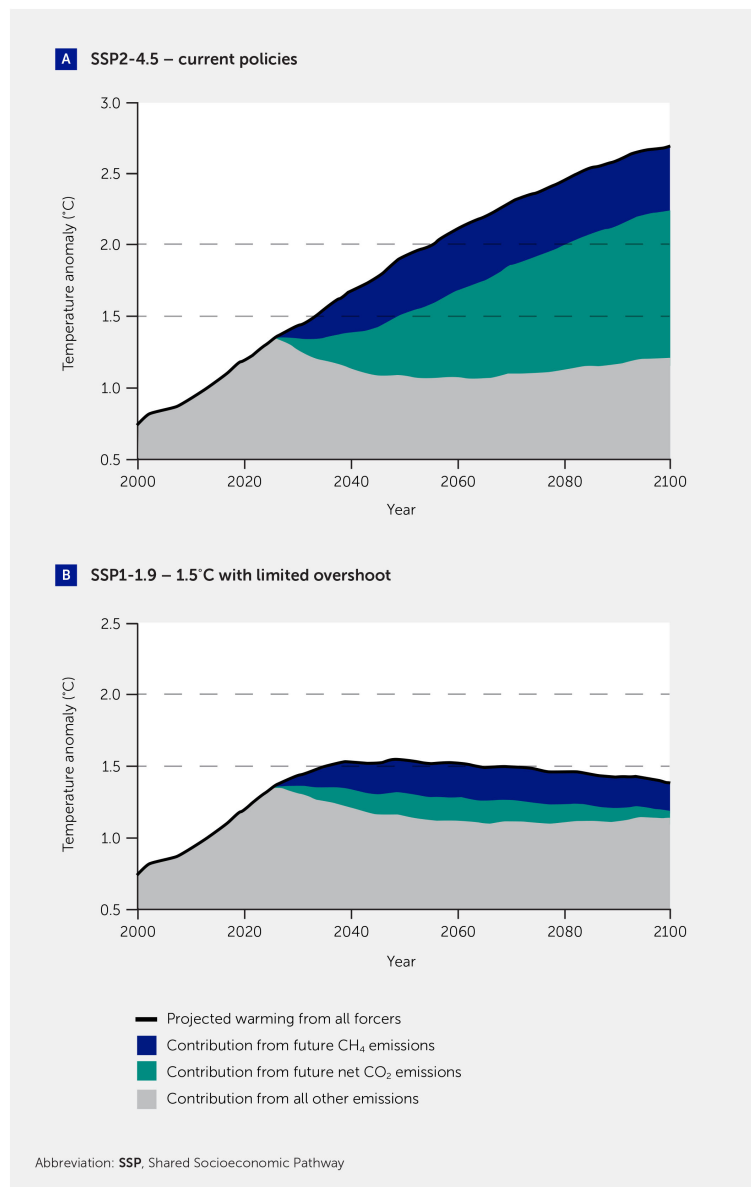 A SSP2-4.5 – current policies
3.0
2.5
2.0
1.5
1.0
0.5
Temperature anomaly (˚C)
2000 2020 2040 2060 2080 2100
Year
B SSP1-1.9 – 1.5˚C with limited overshoot
2.5
2.0
1.5
1.0
0.5
Temperature anomaly (˚C)
2000 2020 2040 2060 2080 2100
Year
Projected warming from all forcers
Contribution from future CH₄ emissions
Contribution from future net CO₂ emissions
Contribution from all other emissions
Abbreviation: SSP, Shared Socioeconomic Pathway